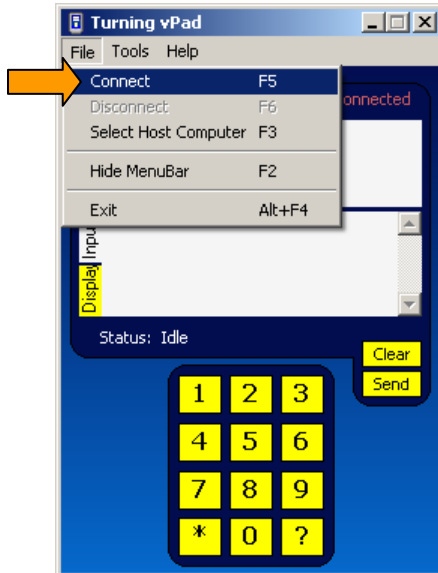 Turning vPad
File Tools Help
Connect F5
onnected
Disconnect F6
Select Host Computer F3
Hide MenuBar F2
Exit Alt+F4
Inpu
Display
Status: Idle
Clear
Send
1 2 3
4 5 6
7 8 9
* 0 ?